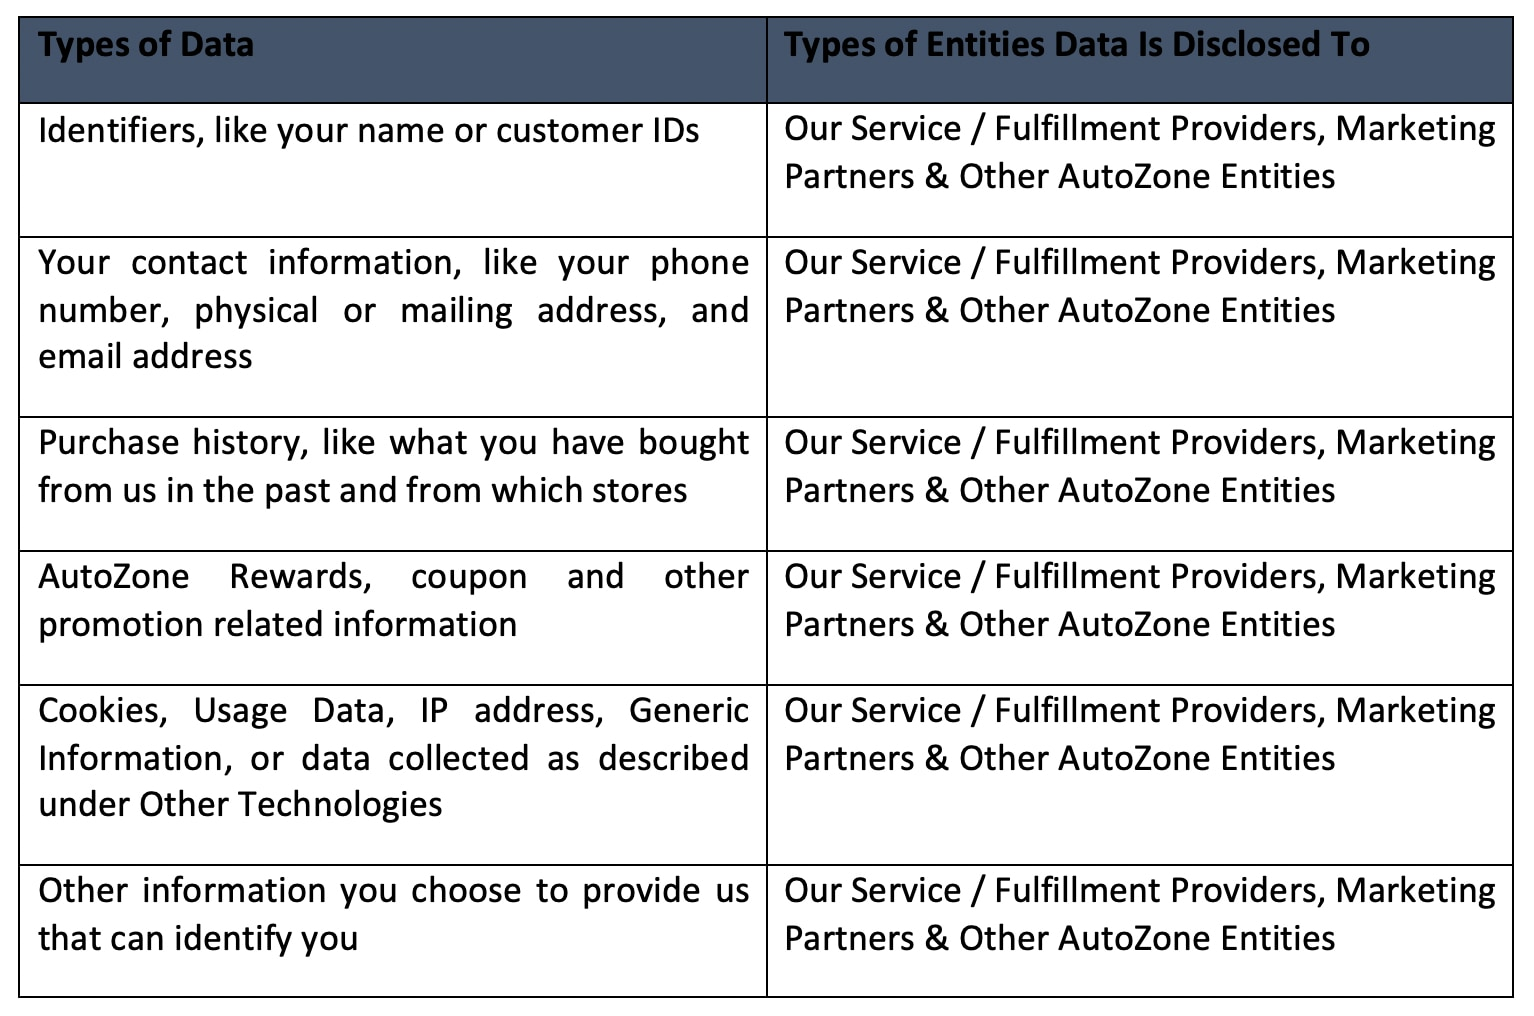 Types of Data
Types of Entities Data Is Disclosed To
Identifiers, like your name or customer IDs
Our Service / Fulfillment Providers, Marketing
Partners & Other AutoZone Entities
Your contact information, like your phone
number, physical or mailing address, and
email address
Our Service / Fulfillment Providers, Marketing
Partners & Other AutoZone Entities
Purchase history, like what you have bought
from us in the past and from which stores
Our Service / Fulfillment Providers, Marketing
Partners & Other AutoZone Entities
AutoZone Rewards, coupon and other
promotion related information
Our Service / Fulfillment Providers, Marketing
Partners & Other AutoZone Entities
Cookies, Usage Data, IP address, Generic
Information, or data collected as described
under Other Technologies
Our Service / Fulfillment Providers, Marketing
Partners & Other AutoZone Entities
Other information you choose to provide us
that can identify you
Our Service / Fulfillment Providers, Marketing
Partners & Other AutoZone Entities